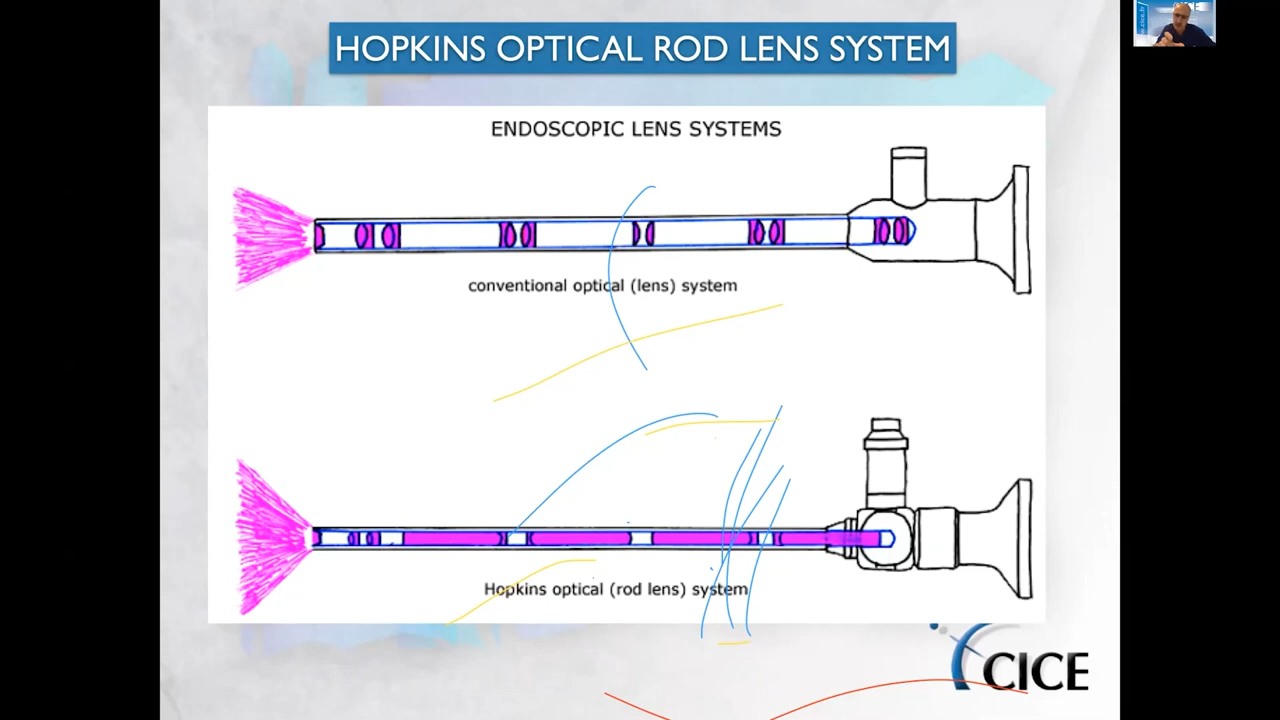 HOPKINS OPTICAL ROD LENS SYSTEM
ENDOSCOPIC LENS SYSTEMS
conventional optical (lens) system
Hopkins optical (rod lens) system
CICE